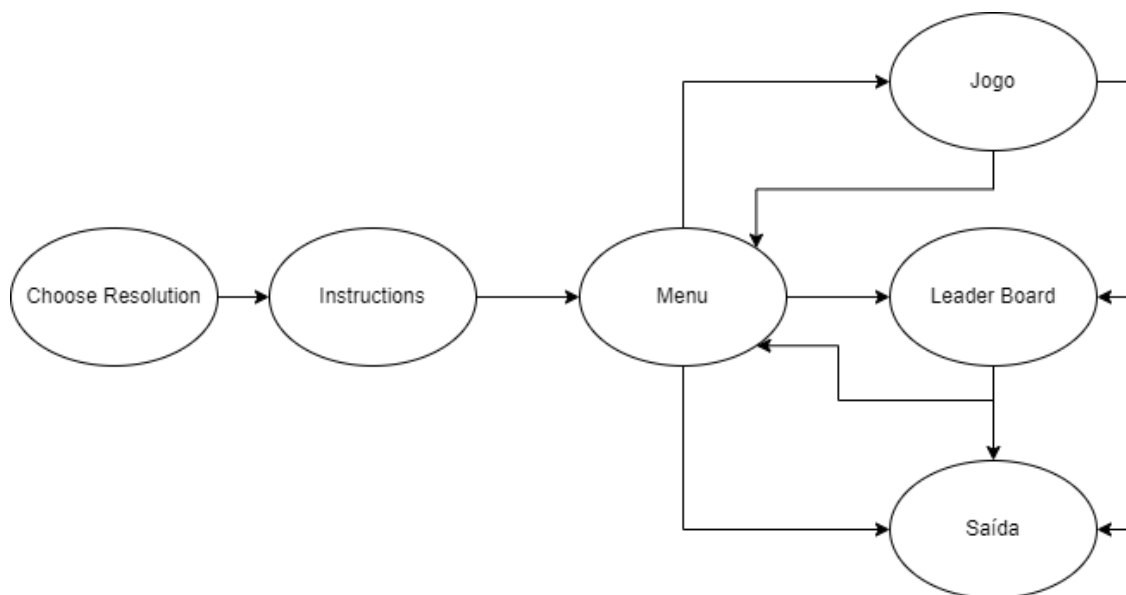 Jogo
Choose Resolution
Instructions
Menu
Leader Board
Saída